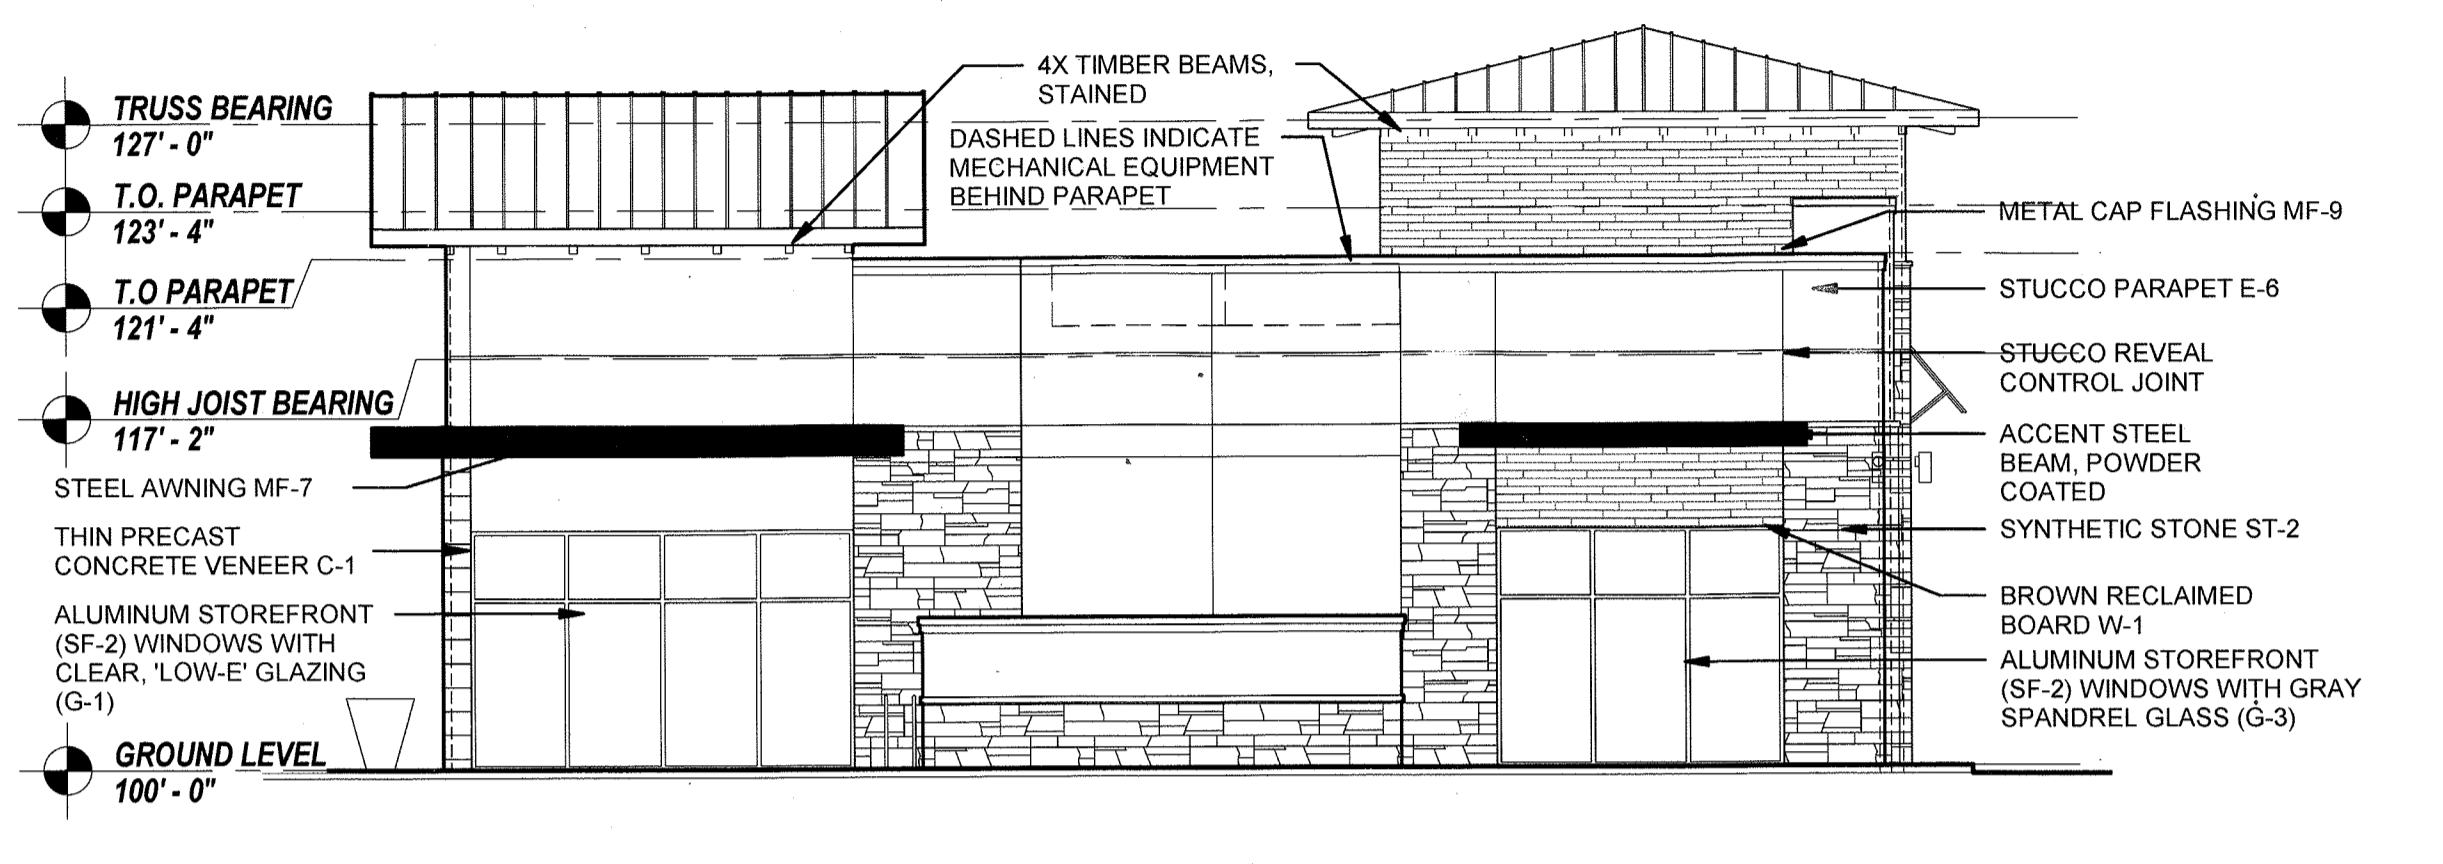 TRUSS BEARING
127' - 0"
T.O. PARAPET
123' - 4"
T.O PARAPET
121' - 4"
HIGH JOIST BEARING
117' - 2"
STEEL AWNING MF-7
THIN PRECAST
CONCRETE VENEER C-1
ALUMINUM STOREFRONT
(SF-2) WINDOWS WITH
CLEAR, 'LOW-E' GLAZING
(G-1)
GROUND LEVEL
100' - 0"
4X TIMBER BEAMS,
STAINED
DASHED LINES INDICATE
MECHANICAL EQUIPMENT
BEHIND PARAPET
METAL CAP FLASHING MF-9
STUCCO PARAPET E-6
STUCCO REVEAL
CONTROL JOINT
ACCENT STEEL
BEAM, POWDER
COATED
SYNTHETIC STONE ST-2
BROWN RECLAIMED
BOARD W-1
ALUMINUM STOREFRONT
(SF-2) WINDOWS WITH GRAY
SPANDREL GLASS (G-3)